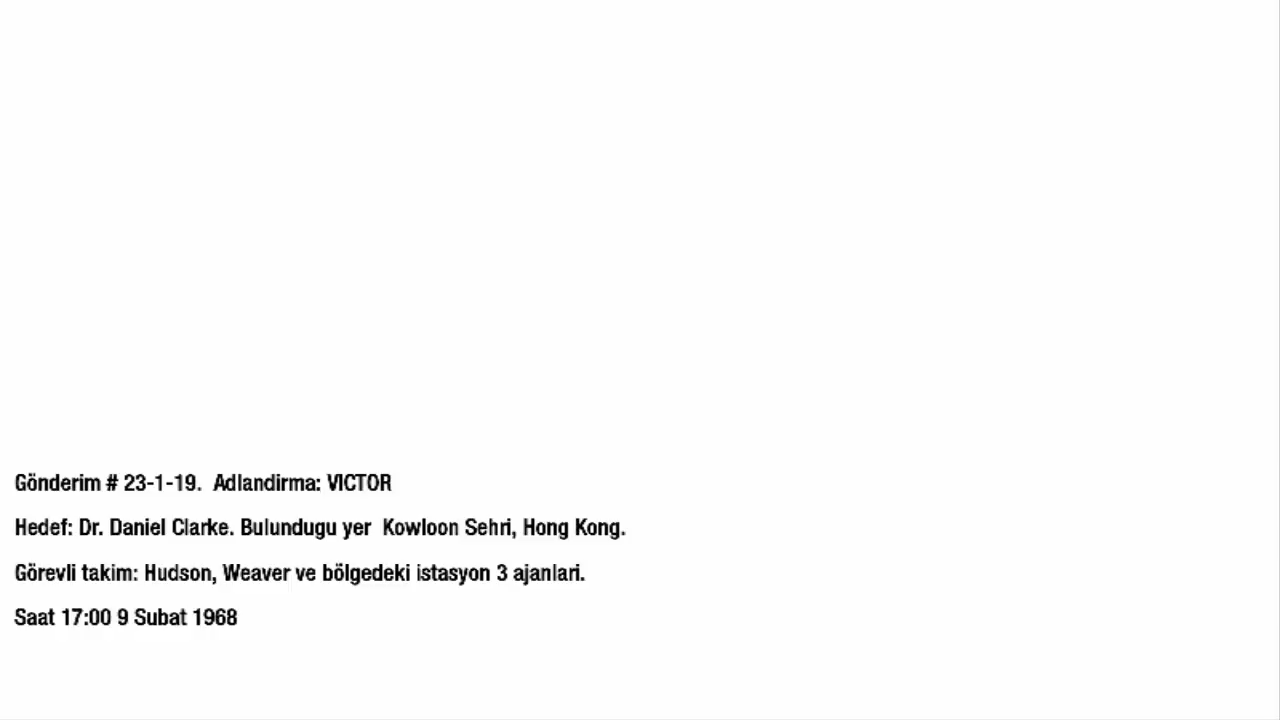 Gönderim # 23-1-19.  Adlandirma: VICTOR
Hedef: Dr. Daniel Clarke. Bulundugu yer  Kowloon Sehri, Hong Kong.
Görevli takim: Hudson, Weaver ve bölgedeki istasyon 3 ajanlari.
Saat 17:00 9 Subat 1968